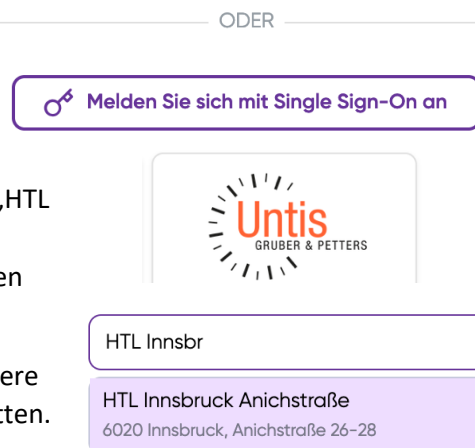 ODER
Melden Sie sich mit Single Sign-On an
„HTL
Untis
GRUBER & PETTERS
en
HTL Innsbr
ere
HTL Innsbruck Anichstraße
tten.
6020 Innsbruck, Anichstraße 26-28